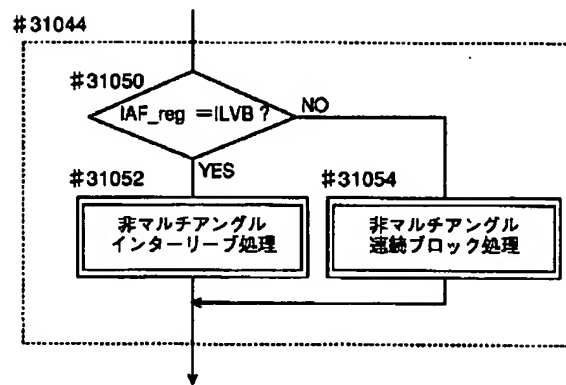 #31044
#31050
IAF_reg =ILVB ?
NO
YES
#31052
#31054
非マルチアングル
インターリーブ処理
非マルチアングル
連続ブロック処理